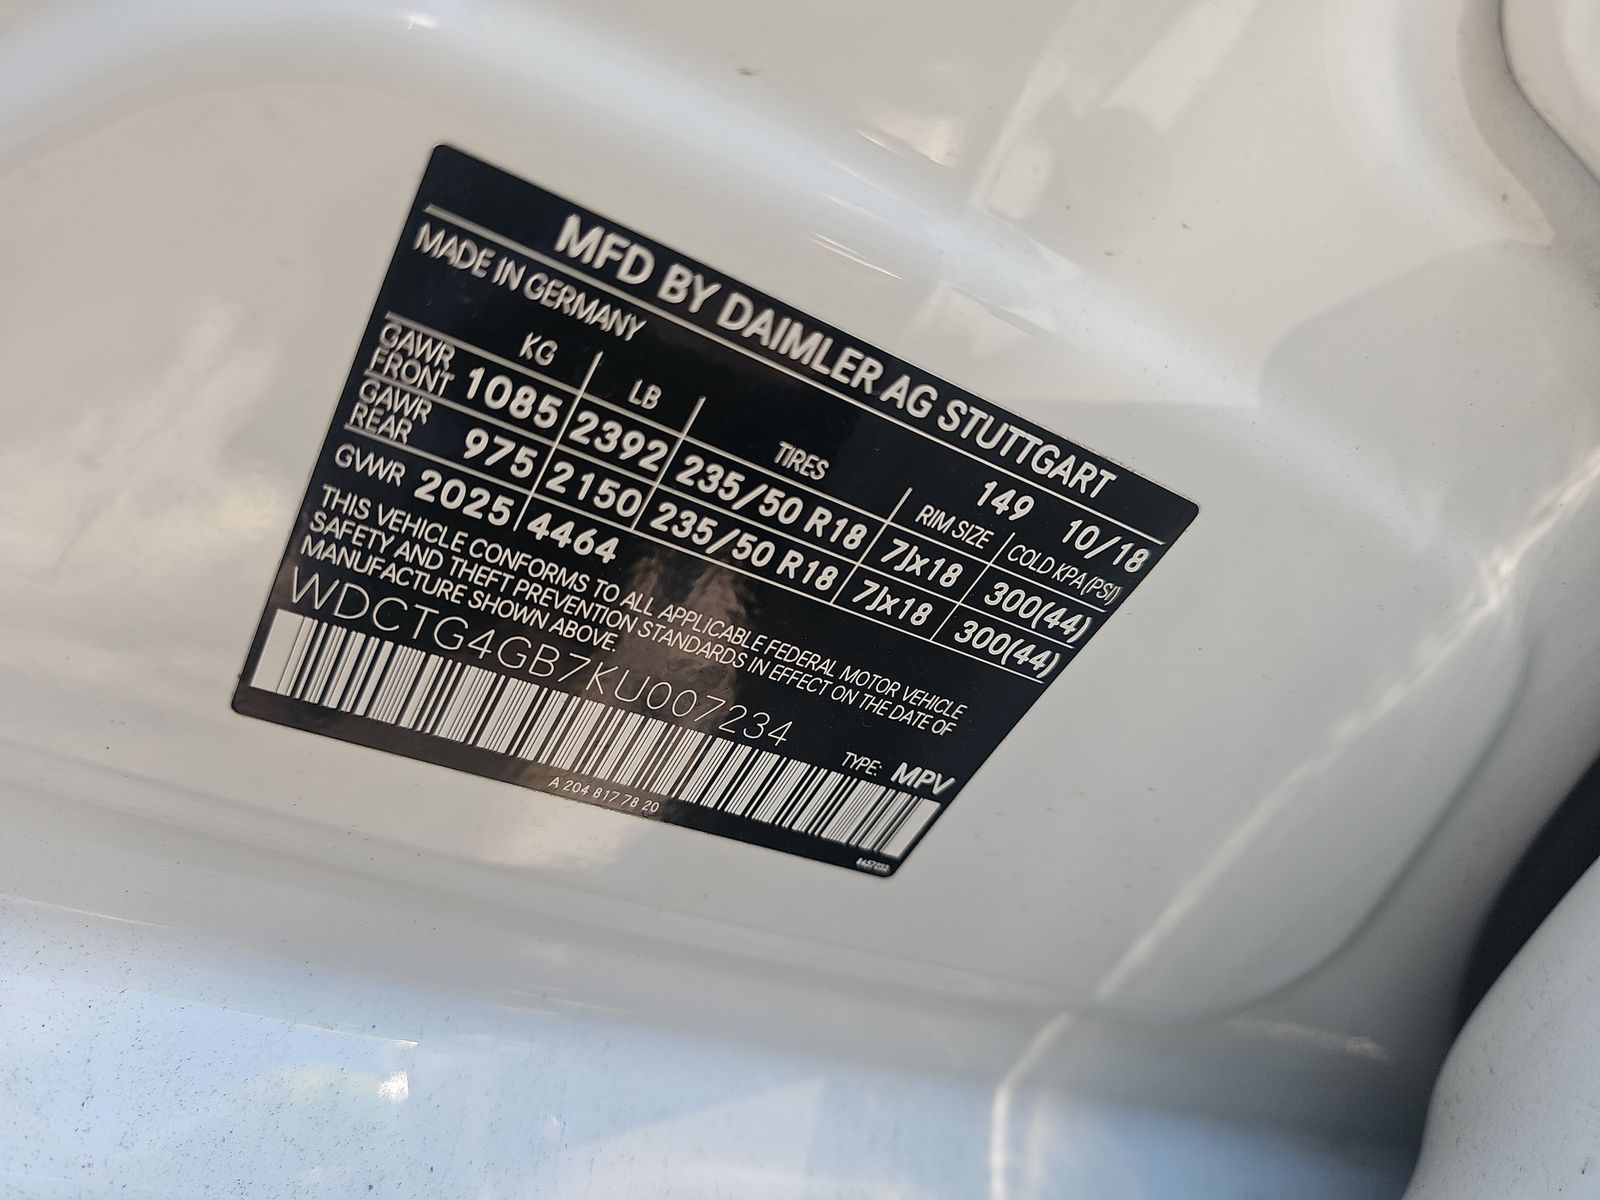 MFD BY DAIMLER AG STUTTGART
MADE IN GERMANY 149 10/18
KG LB TIRES RIM SIZE COLD KPA (PSI)
GAWR FRONT 1085 2392 235/50 R18 7Jx18 300(44)
GAWR REAR 975 2150 235/50 R18 7Jx18 300(44)
GVWR 2025 4464
THIS VEHICLE CONFORMS TO ALL APPLICABLE FEDERAL MOTOR VEHICLE
SAFETY AND THEFT PREVENTION STANDARDS IN EFFECT ON THE DATE OF
MANUFACTURE SHOWN ABOVE.
WDCTG4GB7KU007234 TYPE: MPV
A 204 817 78 20